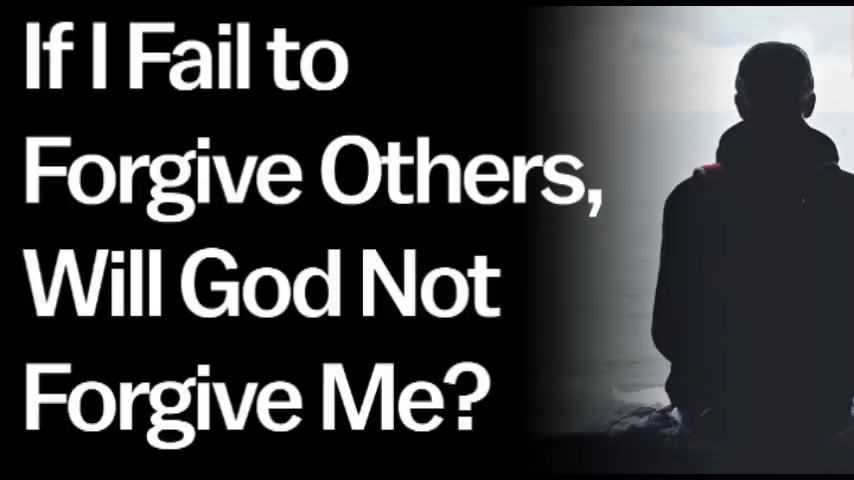 If I Fail to
Forgive Others,
Will God Not
Forgive Me?